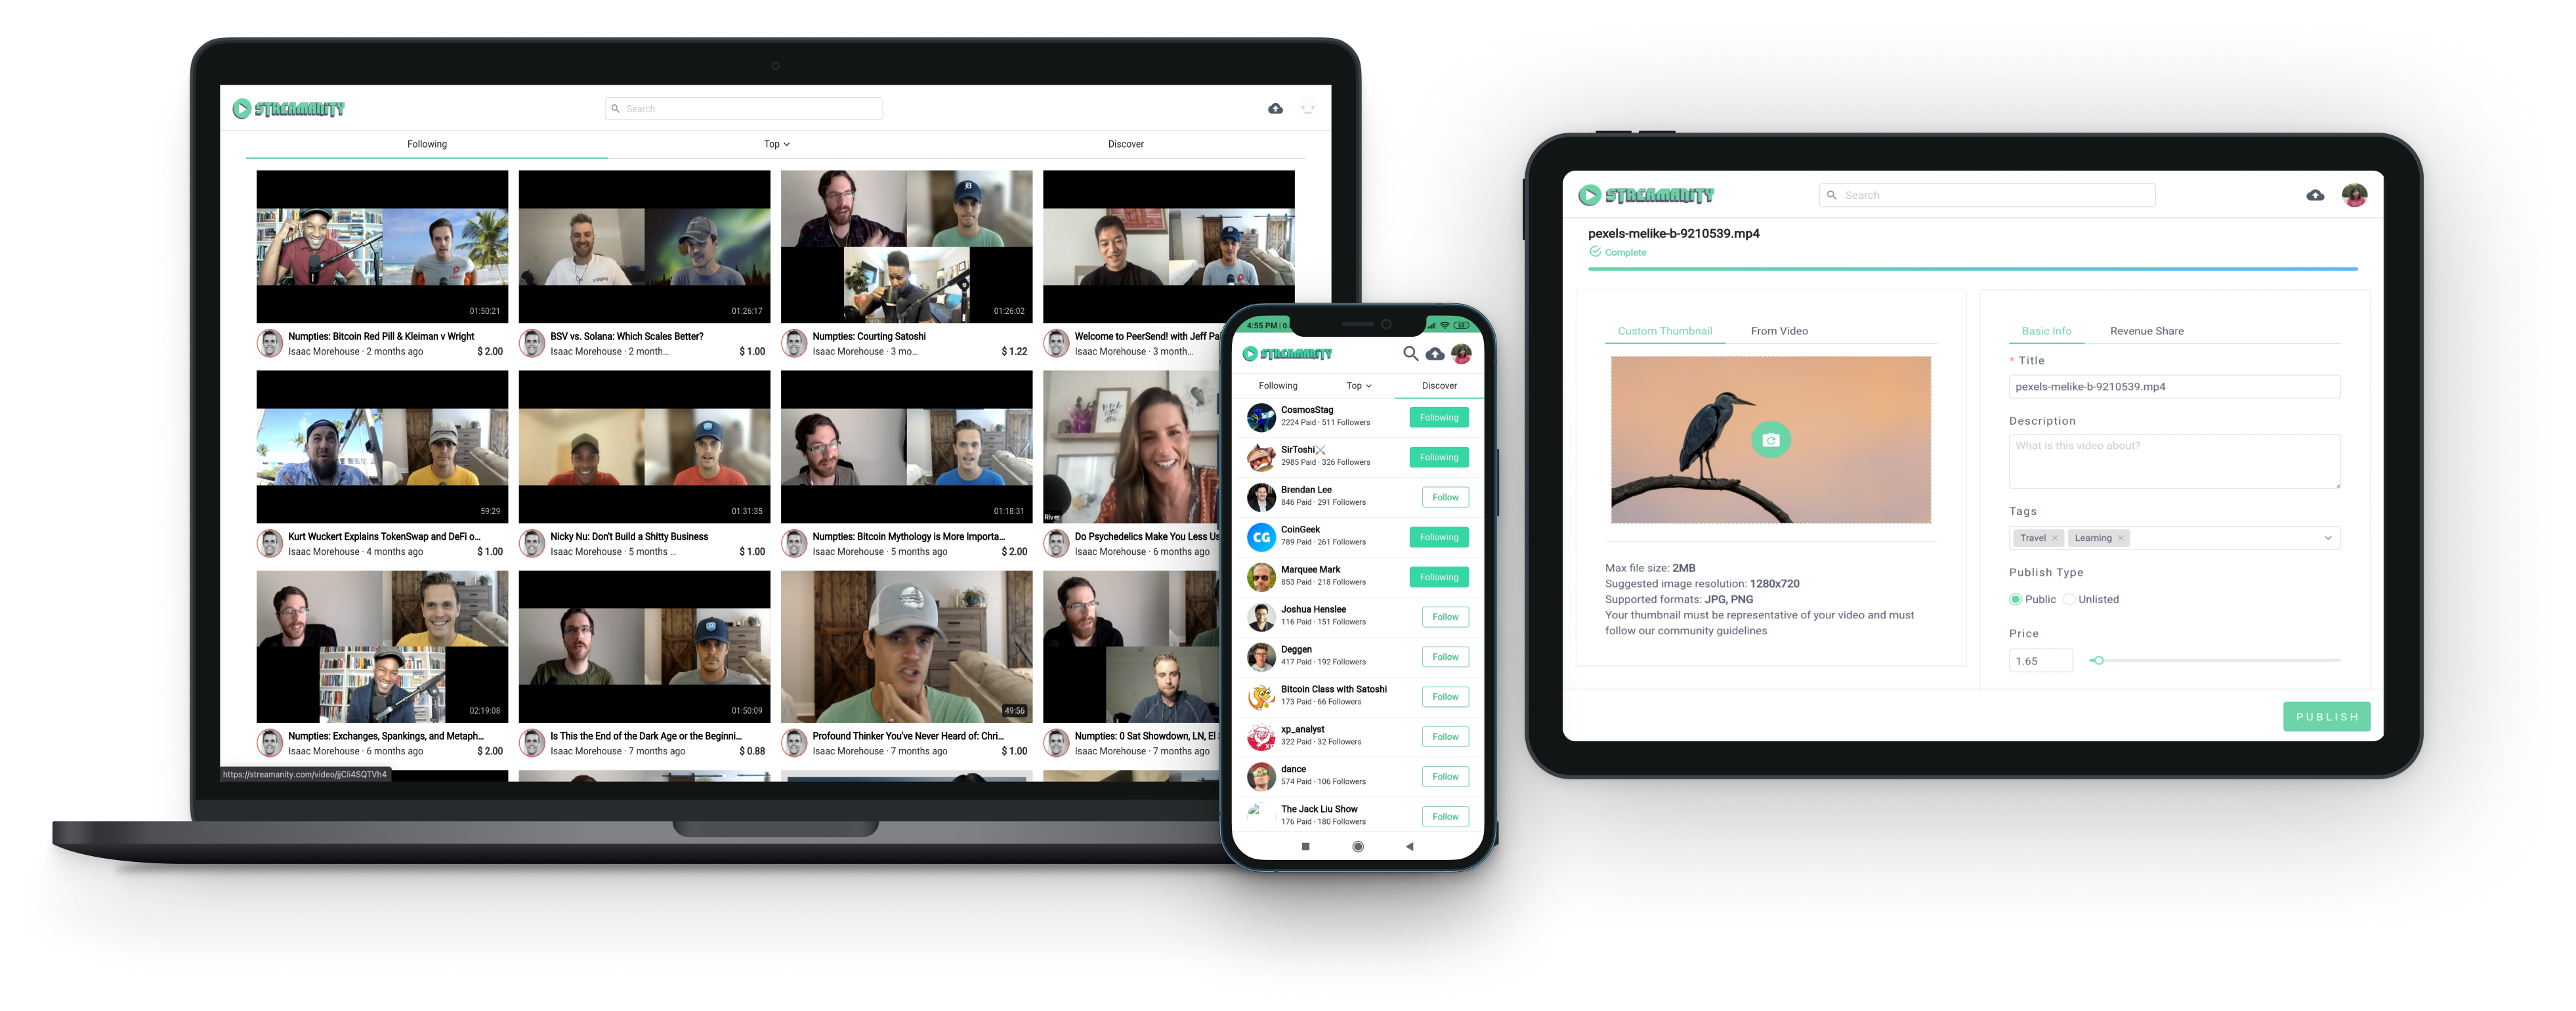 STREAMANITY
Search
Following
Top
Discover
01:50:21
01:26:17
01:26:02
Numpties: Bitcoin Red Pill & Kleiman v Wright
Isaac Morehouse · 2 months ago
$ 2.00
BSV vs. Solana: Which Scales Better?
Isaac Morehouse · 2 month...
$ 1.00
Numpties: Courting Satoshi
Isaac Morehouse · 3 mo...
$ 1.22
Welcome to PeerSend! with Jeff
Isaac Morehouse · 3 month...
59:29
01:31:35
01:18:31
River
Kurt Wuckert Explains TokenSwap and DeFi o...
Isaac Morehouse · 4 months ago
$ 1.00
Nicky Nu: Don't Build a Shitty Business
Isaac Morehouse · 5 months ...
$ 1.00
Numpties: Bitcoin Mythology is More Importa...
Isaac Morehouse · 5 months ago
$ 2.00
Do Psychedelics Make You Less
Isaac Morehouse · 6 months ago
02:19:08
01:50:09
49:56
Numpties: Exchanges, Spankings, and Metaph...
Isaac Morehouse · 6 months ago
$ 2.00
Is This the End of the Dark Age or the Beginni...
Isaac Morehouse · 7 months ago
$ 0.88
Profound Thinker You've Never Heard of: Chri...
Isaac Morehouse · 7 months ago
$ 1.00
Numpties: 0 Sat Showdown, LN, El
Isaac Morehouse · 7 months ago
https://streamanity.com/video/jjCli4SQTVh4
4:55 PM
STREAMANITY
Following
Top
Discover
CosmosStag
2224 Paid · 511 Followers
Following
SirToshi
2985 Paid · 326 Followers
Following
Brendan Lee
846 Paid · 291 Followers
Follow
CG
CoinGeek
789 Paid · 261 Followers
Following
Marquee Mark
853 Paid · 218 Followers
Following
Joshua Henslee
116 Paid · 151 Followers
Follow
Deggen
417 Paid · 192 Followers
Follow
Bitcoin Class with Satoshi
173 Paid · 66 Followers
Follow
xp_analyst
322 Paid · 32 Followers
Follow
dance
574 Paid · 106 Followers
Follow
The Jack Liu Show
176 Paid · 180 Followers
Follow
STREAMANITY
Search
pexels-melike-b-9210539.mp4
Complete
Custom Thumbnail
From Video
Max file size: 2MB
Suggested image resolution: 1280x720
Supported formats: JPG, PNG
Your thumbnail must be representative of your video and must
follow our community guidelines
Basic Info
Revenue Share
* Title
pexels-melike-b-9210539.mp4
Description
What is this video about?
Tags
Travel ×
Learning ×
Publish Type
Public
Unlisted
Price
1.65
PUBLISH